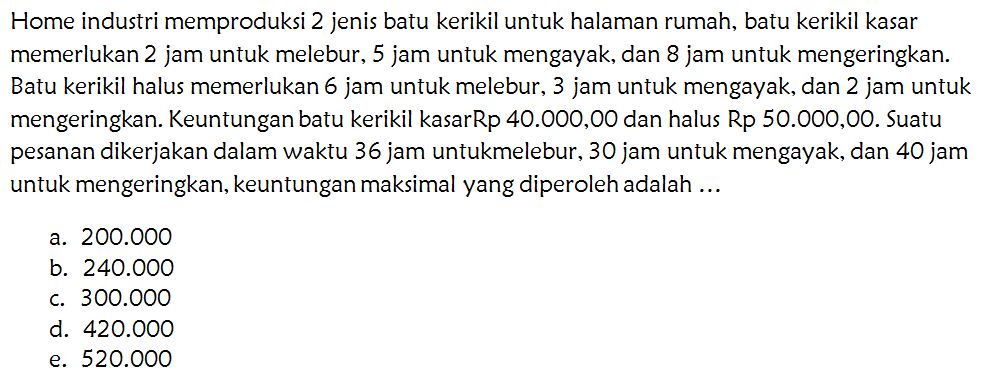 Home industri memproduksi 2 jenis batu kerikil untuk halaman rumah, batu kerikil kasar
memerlukan 2 jam untuk melebur, 5 jam untuk mengayak, dan 8 jam untuk mengeringkan.
Batu kerikil halus memerlukan 6 jam untuk melebur, 3 jam untuk mengayak, dan 2 jam untuk
mengeringkan. Keuntungan batu kerikil kasarRp 40.000,00 dan halus Rp 50.000,00. Suatu
pesanan dikerjakan dalam waktu 36 jam untukmelebur, 30 jam untuk mengayak, dan 40 jam
untuk mengeringkan, keuntungan maksimal yang diperoleh adalah ...
a. 200.000
b. 240.000
c. 300.000
d. 420.000
e. 520.000